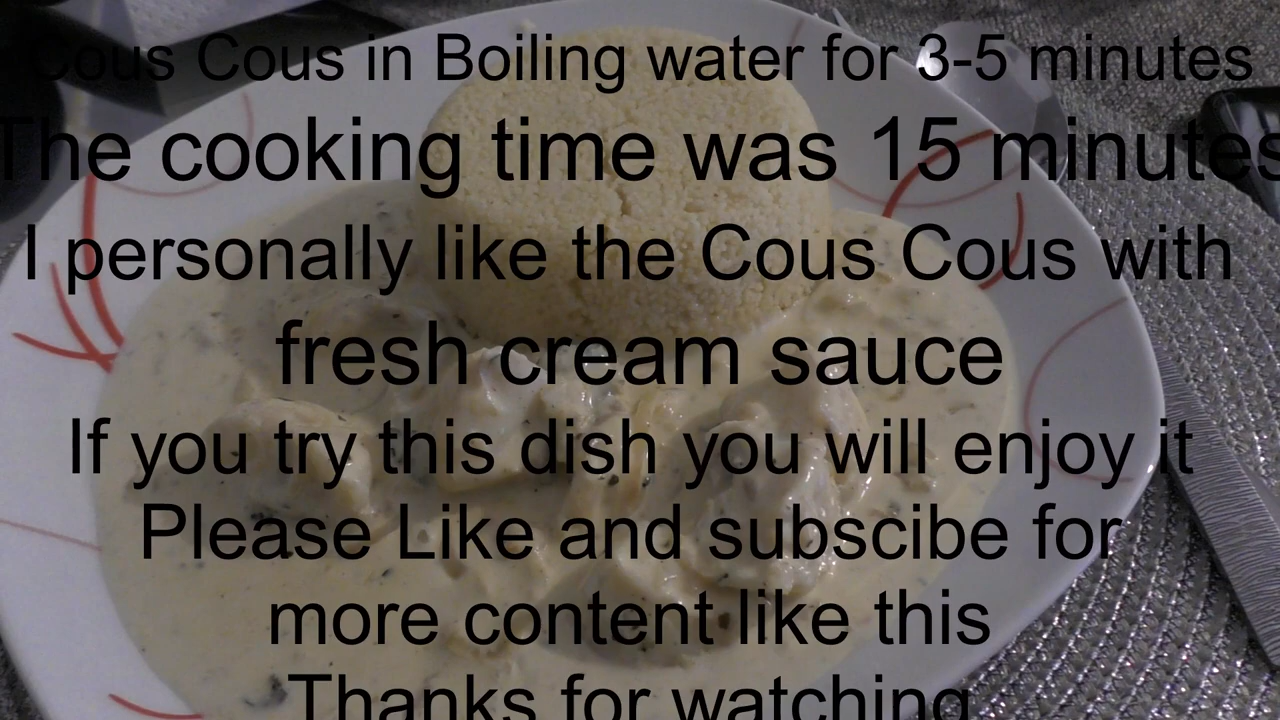 Cous Cous in Boiling water for 3-5 minutes
The cooking time was 15 minutes
I personally like the Cous Cous with
fresh cream sauce
If you try this dish you will enjoy it
Please Like and subscibe for
more content like this
Thanks for watching